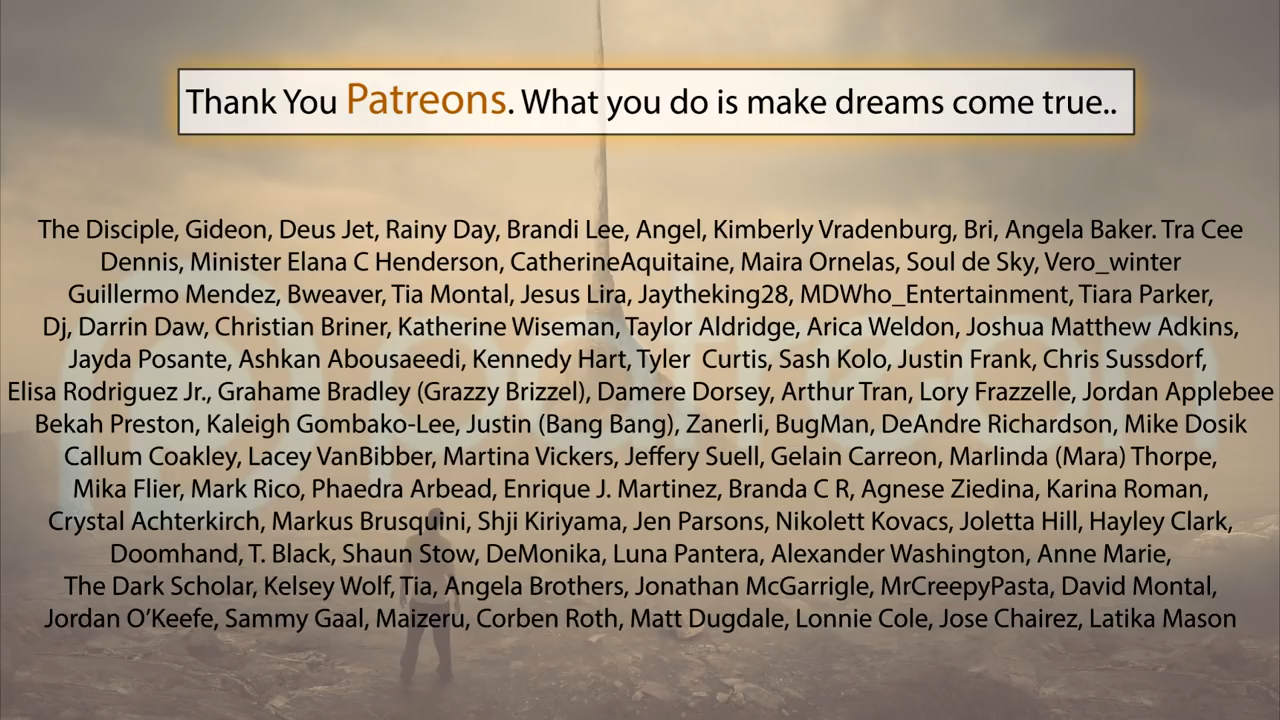 Thank You Patreons. What you do is make dreams come true..
The Disciple, Gideon, Deus Jet, Rainy Day, Brandi Lee, Angel, Kimberly Vradenburg, Bri, Angela Baker. Tra Cee
Dennis, Minister Elana C Henderson, CatherineAquitaine, Maira Ornelas, Soul de Sky, Vero_winter
Guillermo Mendez, Bweaver, Tia Montal, Jesus Lira, Jaytheking28, MDWho_Entertainment, Tiara Parker,
Dj, Darrin Daw, Christian Briner, Katherine Wiseman, Taylor Aldridge, Arica Weldon, Joshua Matthew Adkins,
Jayda Posante, Ashkan Abousaeedi, Kennedy Hart, Tyler  Curtis, Sash Kolo, Justin Frank, Chris Sussdorf,
Elisa Rodriguez Jr., Grahame Bradley (Grazzy Brizzel), Damere Dorsey, Arthur Tran, Lory Frazzelle, Jordan Applebee
Bekah Preston, Kaleigh Gombako-Lee, Justin (Bang Bang), Zanerli, BugMan, DeAndre Richardson, Mike Dosik
Callum Coakley, Lacey VanBibber, Martina Vickers, Jeffery Suell, Gelain Carreon, Marlinda (Mara) Thorpe,
Mika Flier, Mark Rico, Phaedra Arbead, Enrique J. Martinez, Branda C R, Agnese Ziedina, Karina Roman,
Crystal Achterkirch, Markus Brusquini, Shji Kiriyama, Jen Parsons, Nikolett Kovacs, Joletta Hill, Hayley Clark,
Doomhand, T. Black, Shaun Stow, DeMonika, Luna Pantera, Alexander Washington, Anne Marie,
The Dark Scholar, Kelsey Wolf, Tia, Angela Brothers, Jonathan McGarrigle, MrCreepyPasta, David Montal,
Jordan O’Keefe, Sammy Gaal, Maizeru, Corben Roth, Matt Dugdale, Lonnie Cole, Jose Chairez, Latika Mason
patreon